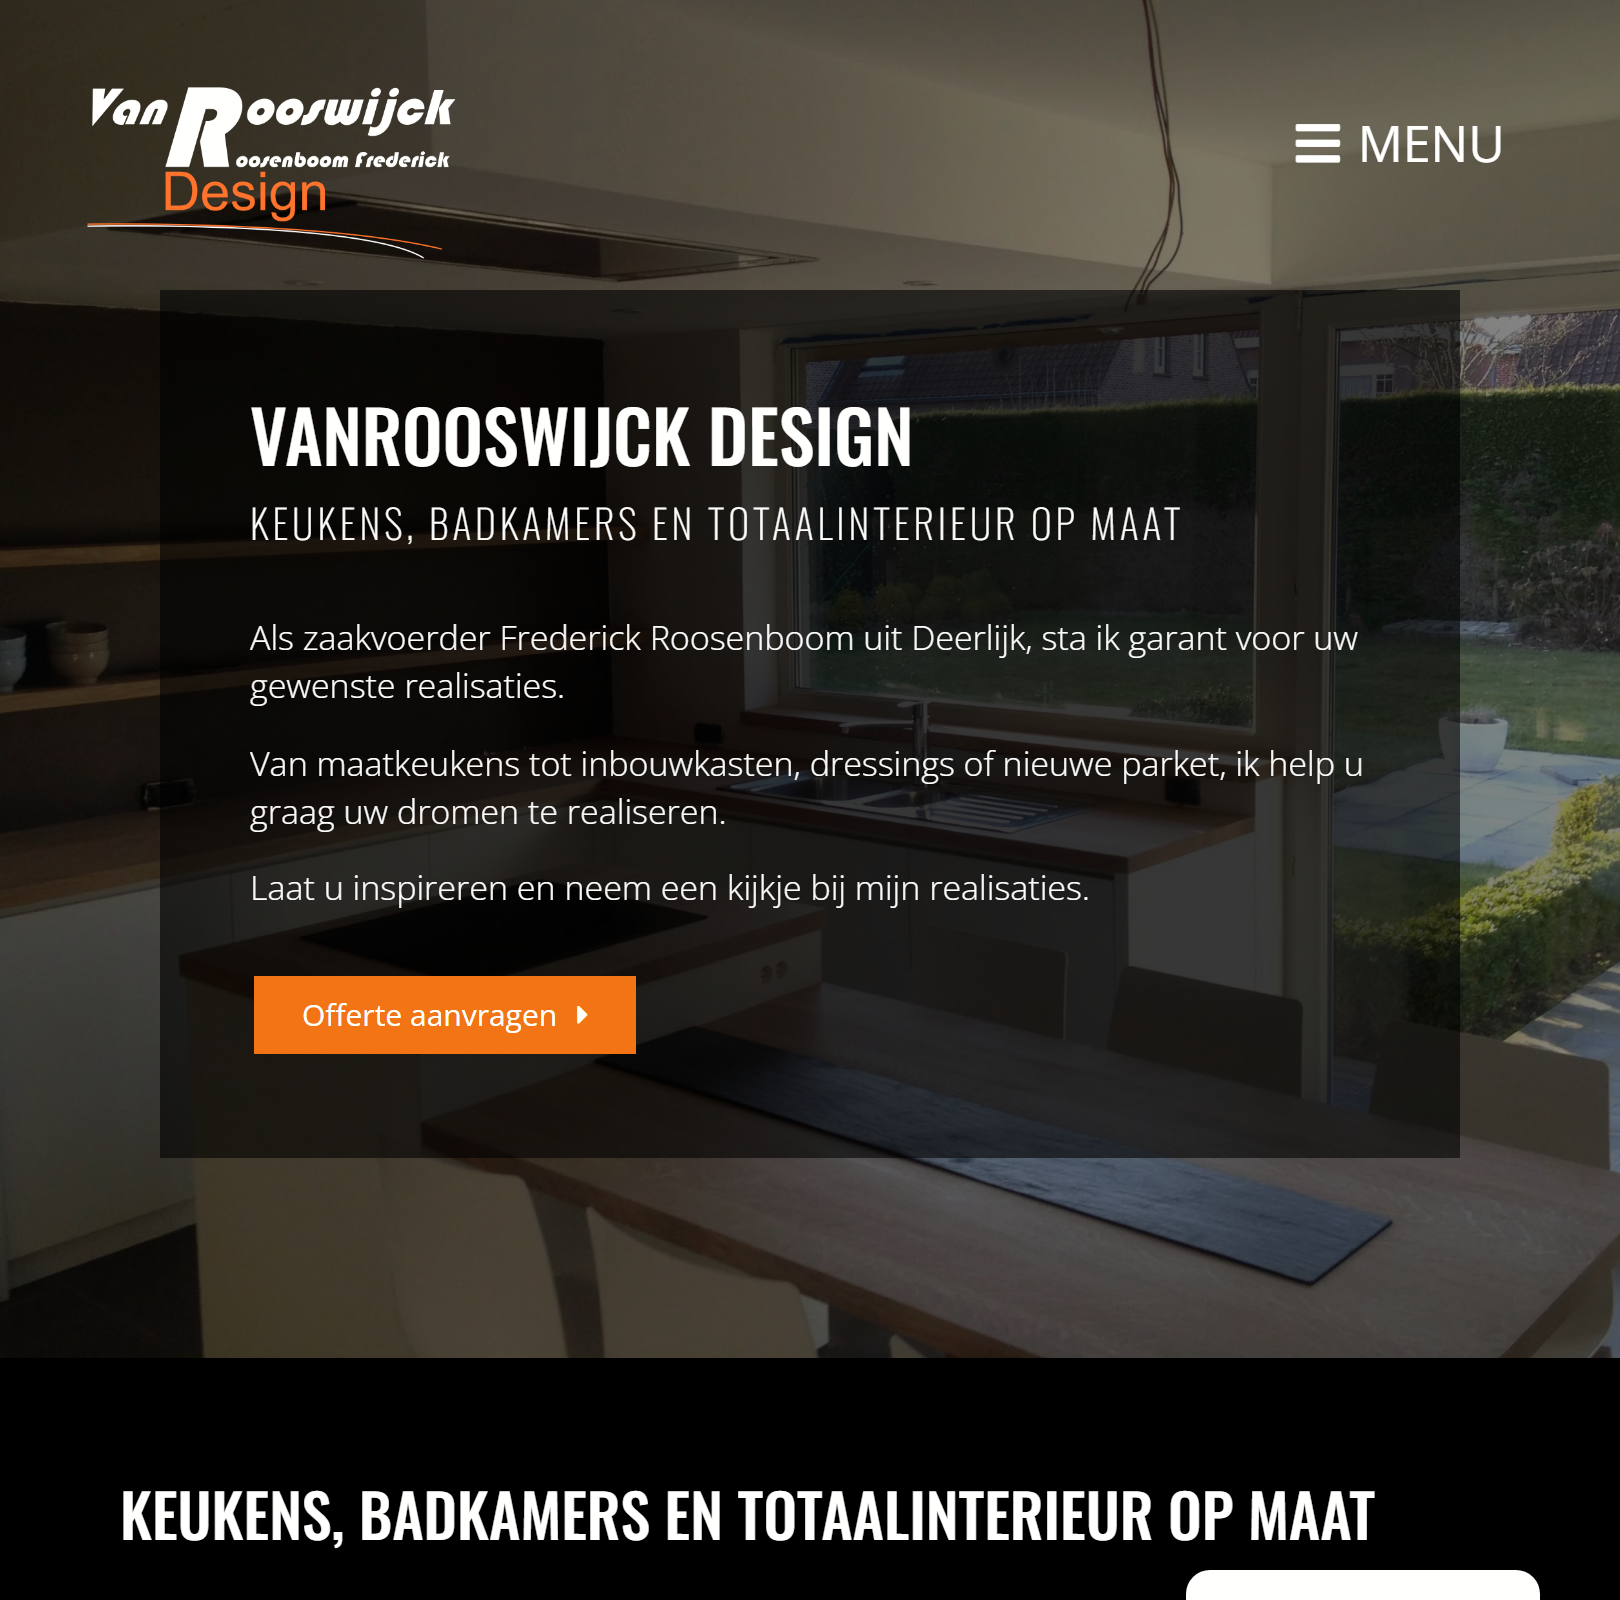 Van Rooswijck
Roosenboom Frederick
Design
MENU
VANROOSWIJCK DESIGN
KEUKENS, BADKAMERS EN TOTAALINTERIEUR OP MAAT
Als zaakvoerder Frederick Roosenboom uit Deerlijk, sta ik garant voor uw
gewenste realisaties.
Van maatkeukens tot inbouwkasten, dressings of nieuwe parket, ik help u
graag uw dromen te realiseren.
Laat u inspireren en neem een kijkje bij mijn realisaties.
Offerte aanvragen
KEUKENS, BADKAMERS EN TOTAALINTERIEUR OP MAAT